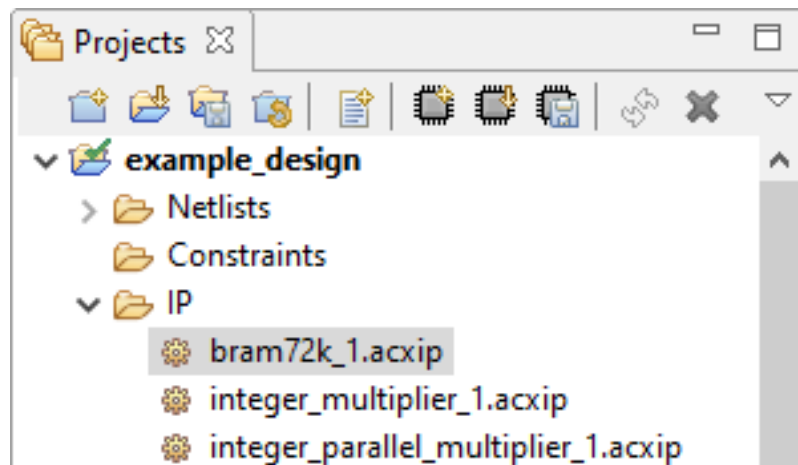 Projects
example_design
Netlists
Constraints
IP
bram72k_1.acxip
integer_multiplier_1.acxip
integer_parallel_multiplier_1.acxip